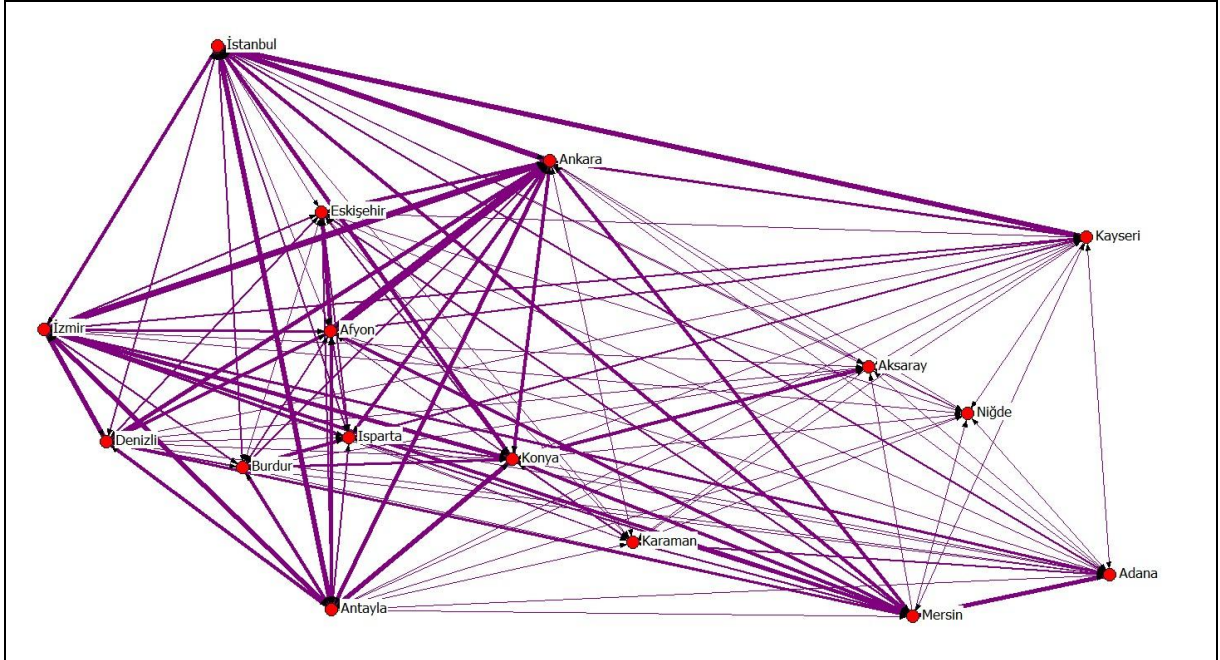 İstanbul
Ankara
Eskişehir
Kayseri
İzmir
Afyon
Aksaray
Niğde
Denizli
Isparta
Burdur
Konya
Karaman
Adana
Antayla
Mersin